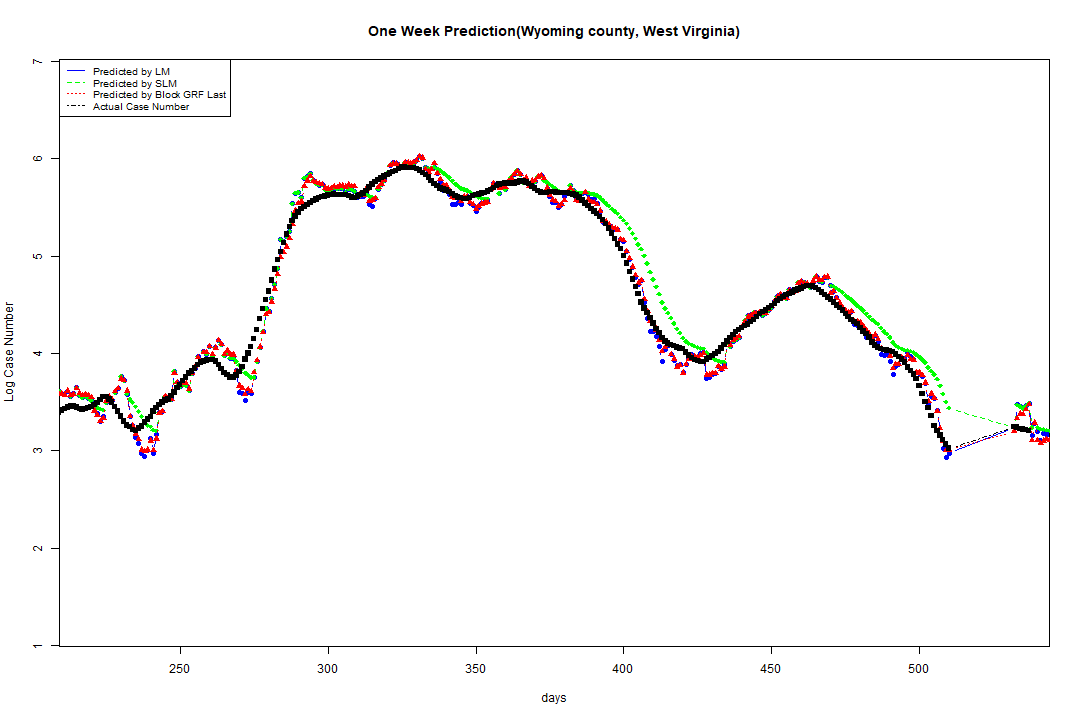 One Week Prediction(Wyoming county, West Virginia)
Predicted by LM
Predicted by SLM
Predicted by Block GRF Last
Actual Case Number
Log Case Number
7
6
5
4
3
2
1
250 300 350 400 450 500
days